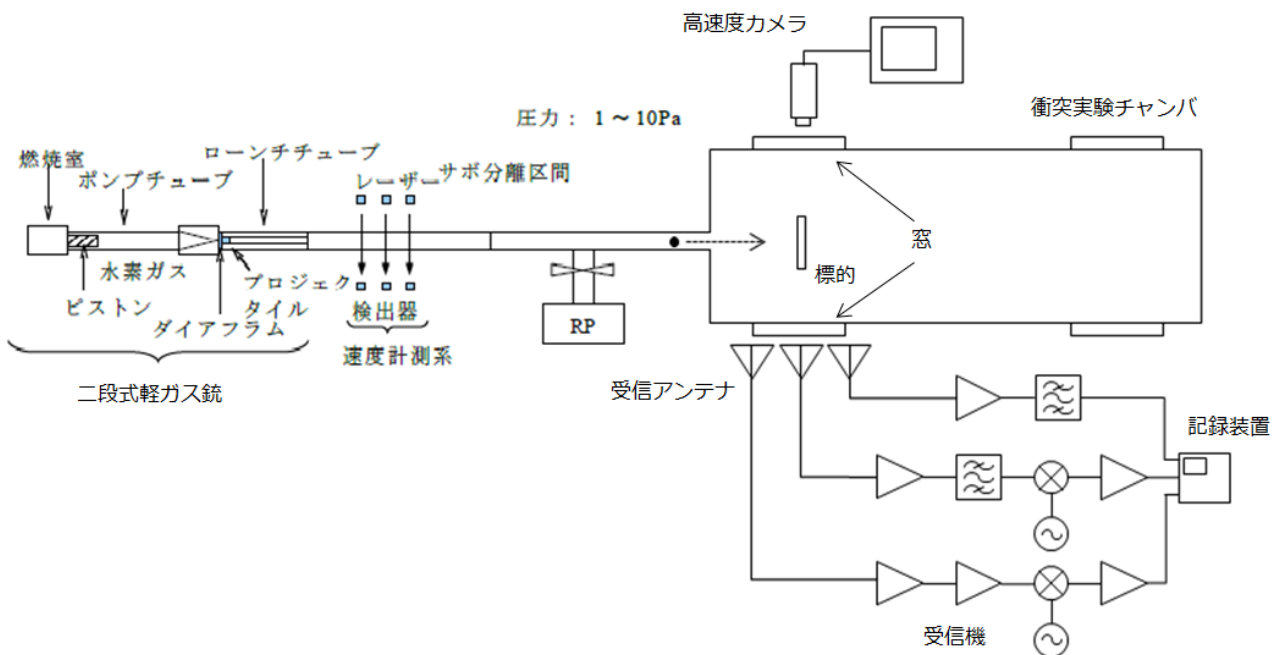 高速度カメラ
衝突実験チャンバ
圧力： 1～10Pa
燃焼室
ローンチチューブ
ポンプチューブ
レーザー
サボ分離区間
窓
標的
水素ガス
プロジェク
タイル
ピストン
ダイアフラム
検出器
RP
速度計測系
二段式軽ガス銃
受信アンテナ
記録装置
受信機